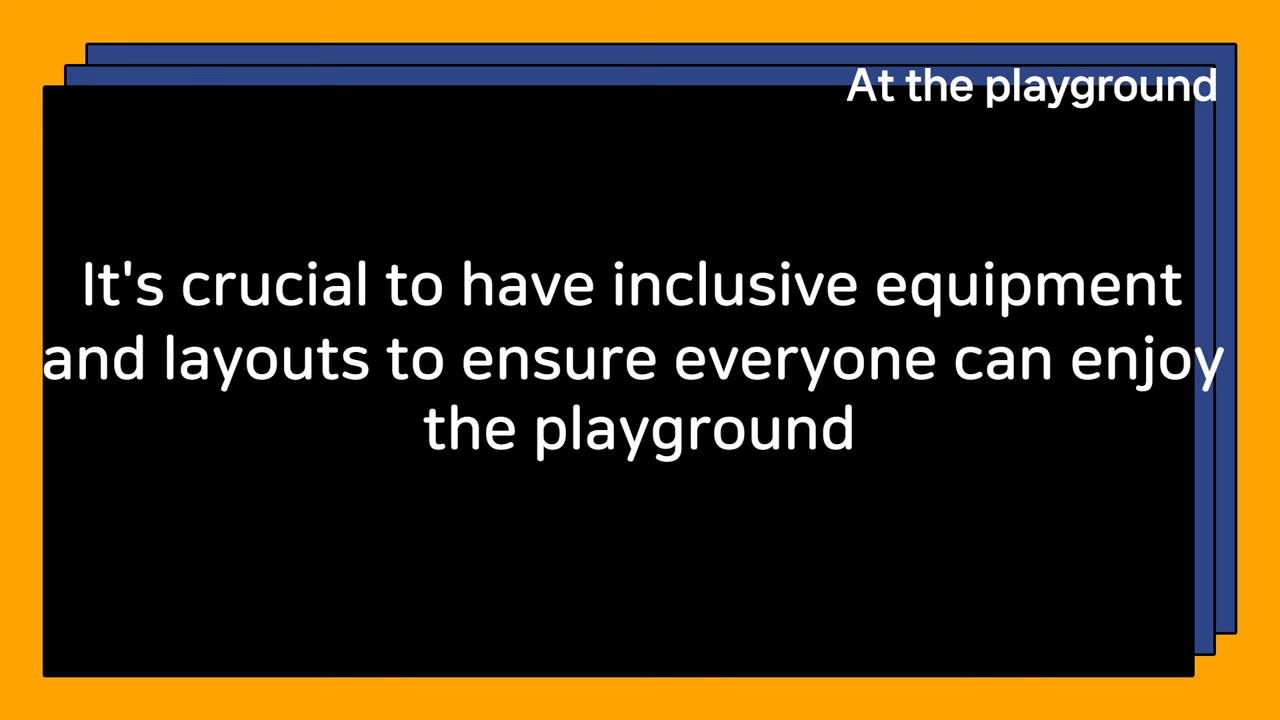 At the playground
It's crucial to have inclusive equipment
and layouts to ensure everyone can enjoy
the playground